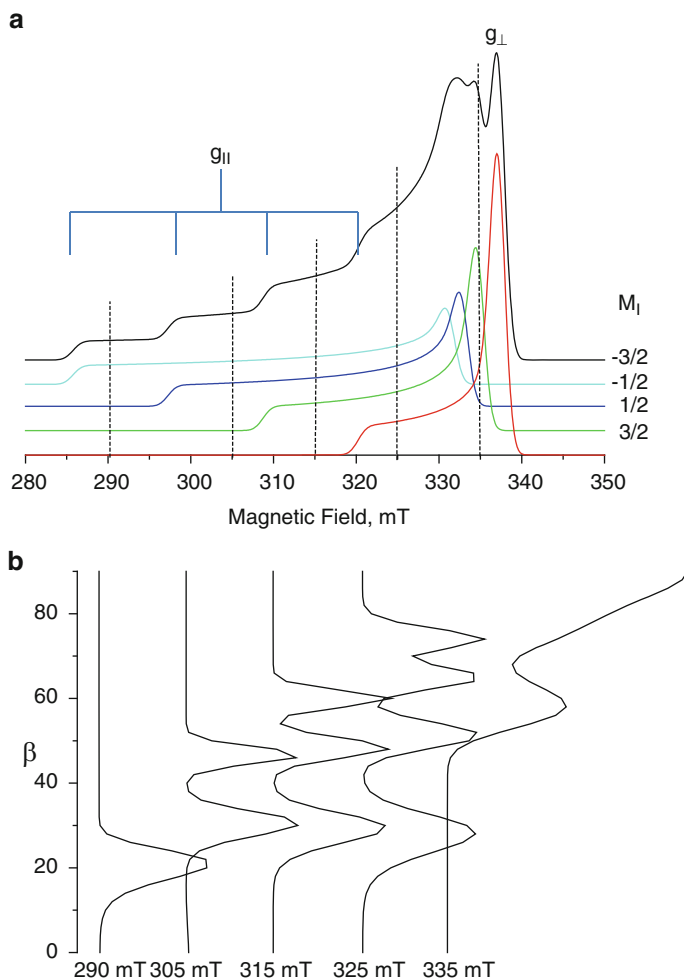 a
g⊥
g||
M_I
-3/2
-1/2
1/2
3/2
280 290 300 310 320 330 340 350
Magnetic Field, mT
b
80
60
β
40
20
0
290 mT 305 mT 315 mT 325 mT 335 mT